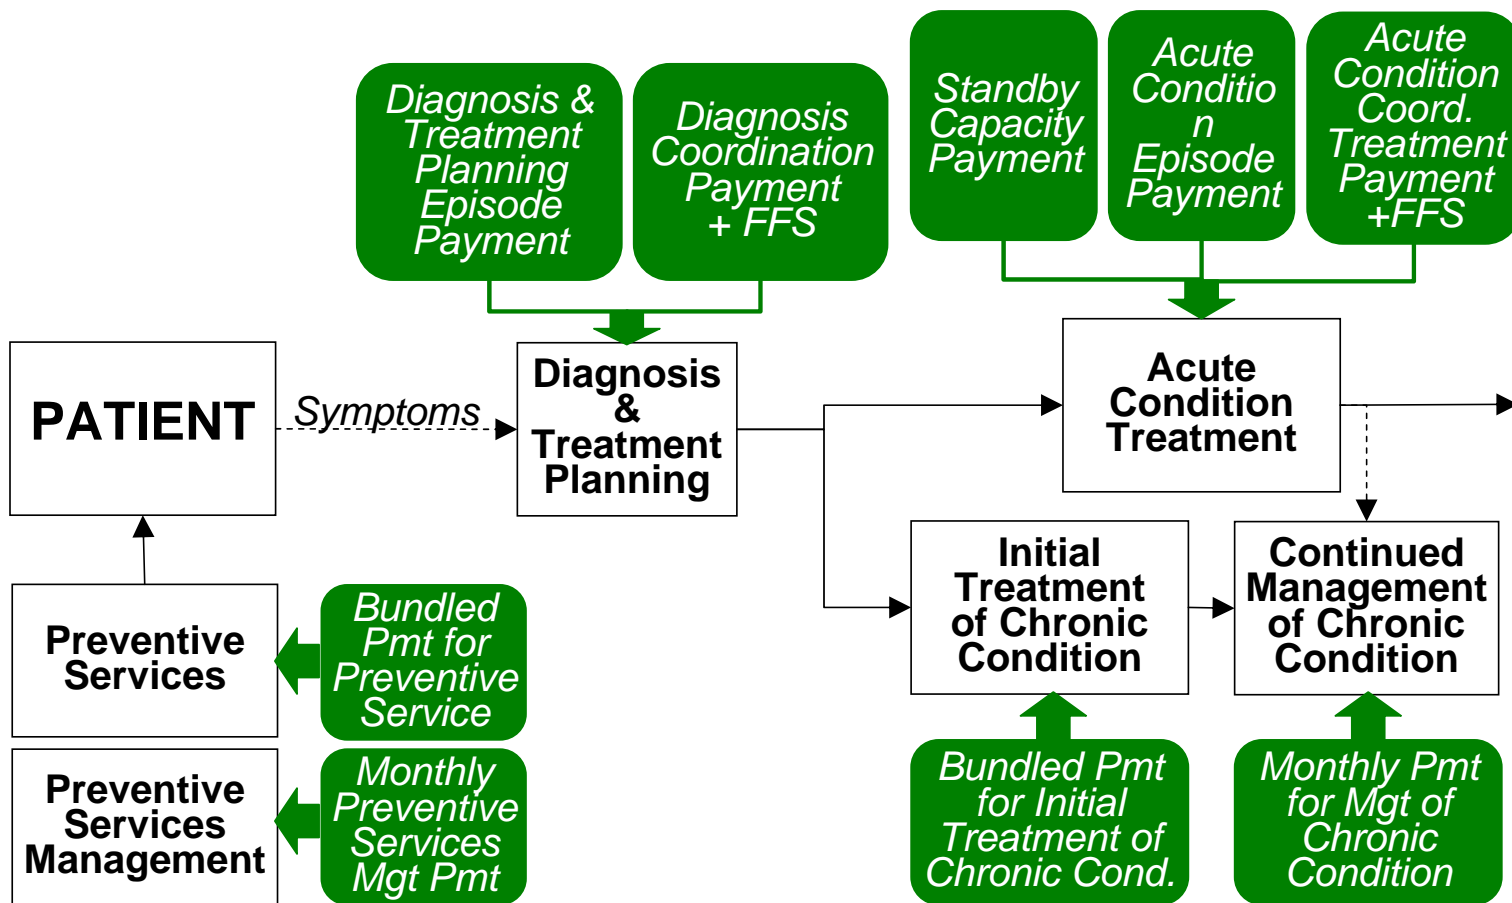 Diagnosis &
Treatment
Planning
Episode
Payment
Diagnosis
Coordination
Payment
+ FFS
Standby
Capacity
Payment
Acute
Conditio
n
Episode
Payment
Acute
Condition
Coord.
Treatment
Payment
+FFS
PATIENT
Symptoms
Diagnosis
&
Treatment
Planning
Acute
Condition
Treatment
Preventive
Services
Bundled
Pmt for
Preventive
Service
Initial
Treatment
of Chronic
Condition
Continued
Management
of Chronic
Condition
Preventive
Services
Management
Monthly
Preventive
Services
Mgt Pmt
Bundled Pmt
for Initial
Treatment of
Chronic Cond.
Monthly Pmt
for Mgt of
Chronic
Condition